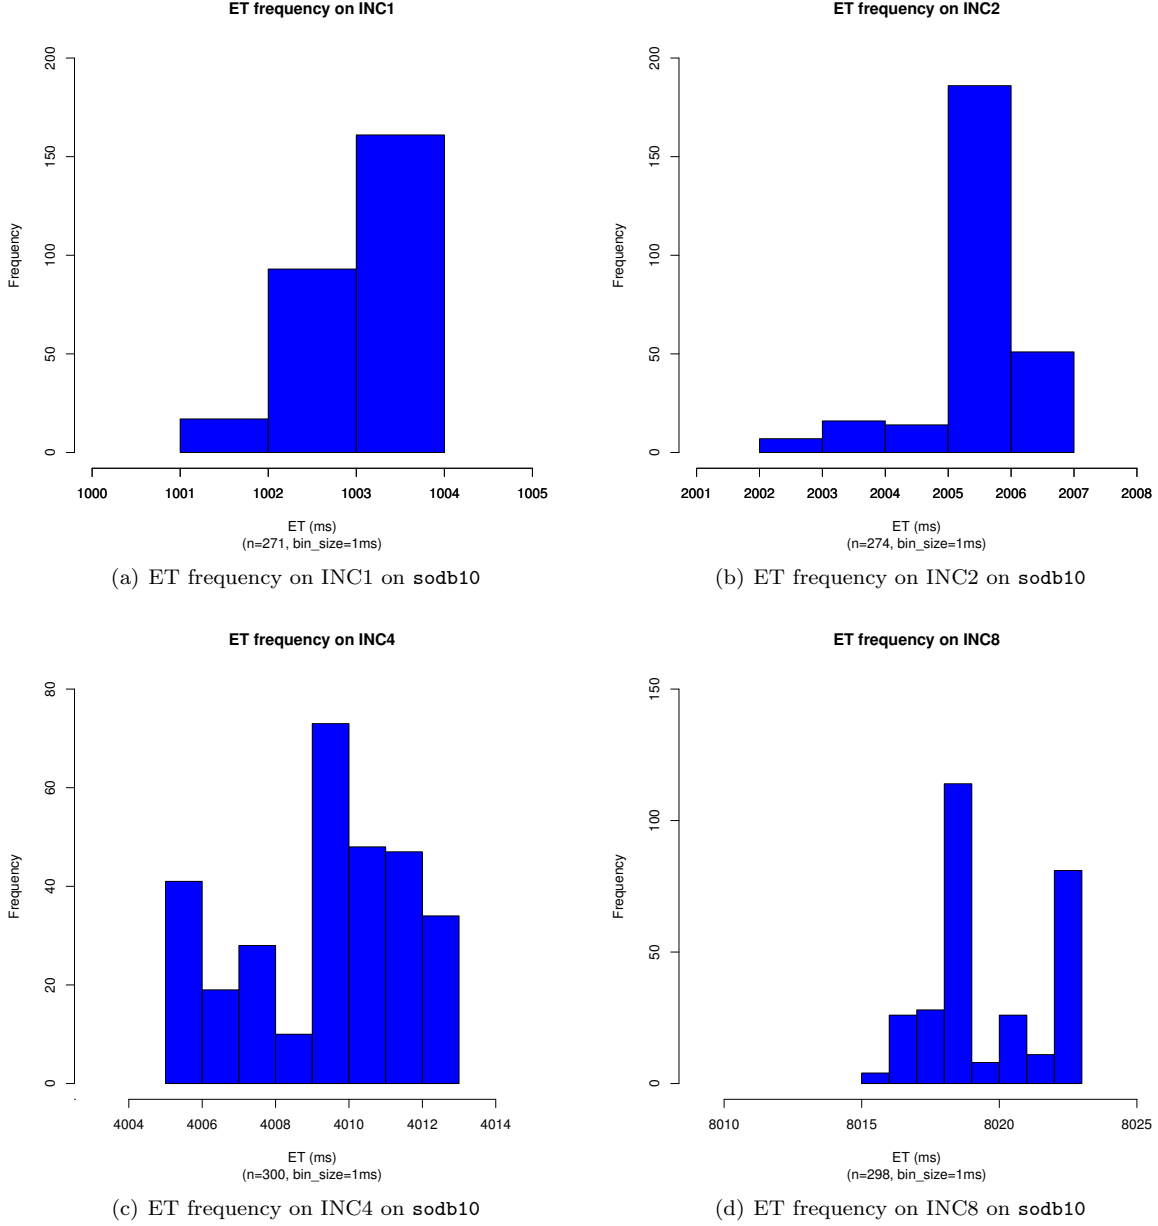 ET frequency on INC1
200
150
100
50
0
Frequency
1000 1001 1002 1003 1004 1005
ET (ms)
(n=271, bin_size=1ms)
(a) ET frequency on INC1 on sodb10
ET frequency on INC2
200
150
100
50
0
Frequency
2001 2002 2003 2004 2005 2006 2007 2008
ET (ms)
(n=274, bin_size=1ms)
(b) ET frequency on INC2 on sodb10
ET frequency on INC4
80
60
40
20
0
Frequency
4004 4006 4008 4010 4012 4014
ET (ms)
(n=300, bin_size=1ms)
(c) ET frequency on INC4 on sodb10
ET frequency on INC8
150
100
50
0
Frequency
8010 8015 8020 8025
ET (ms)
(n=298, bin_size=1ms)
(d) ET frequency on INC8 on sodb10